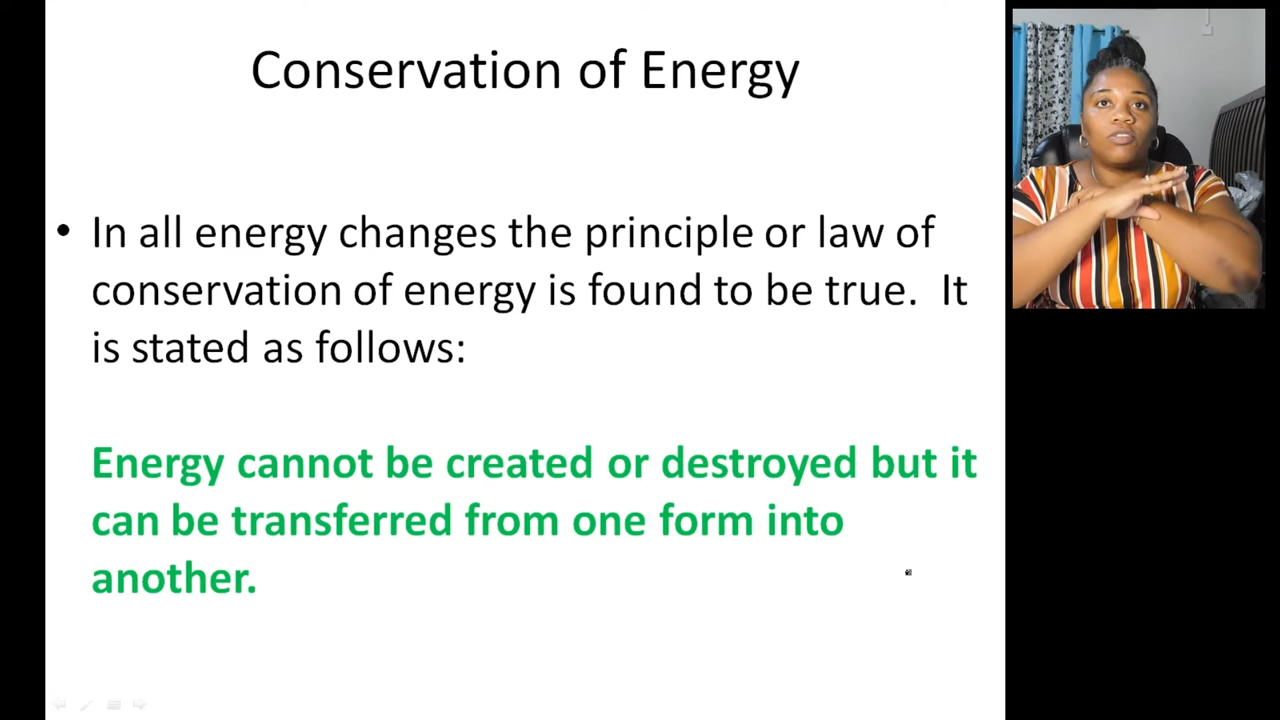 Conservation of Energy
• In all energy changes the principle or law of
conservation of energy is found to be true.  It
is stated as follows:
Energy cannot be created or destroyed but it
can be transferred from one form into
another.